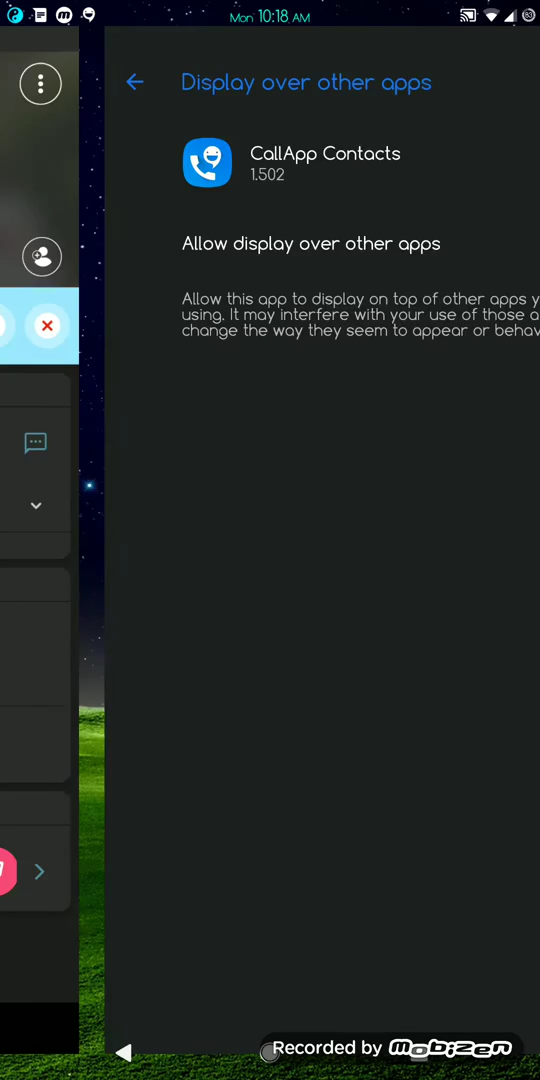 Mon 10:18 AM
83
Display over other apps
CallApp Contacts
1.502
Allow display over other apps
Allow this app to display on top of other apps y
using. It may interfere with your use of those a
change the way they seem to appear or behav
Recorded by mobizen